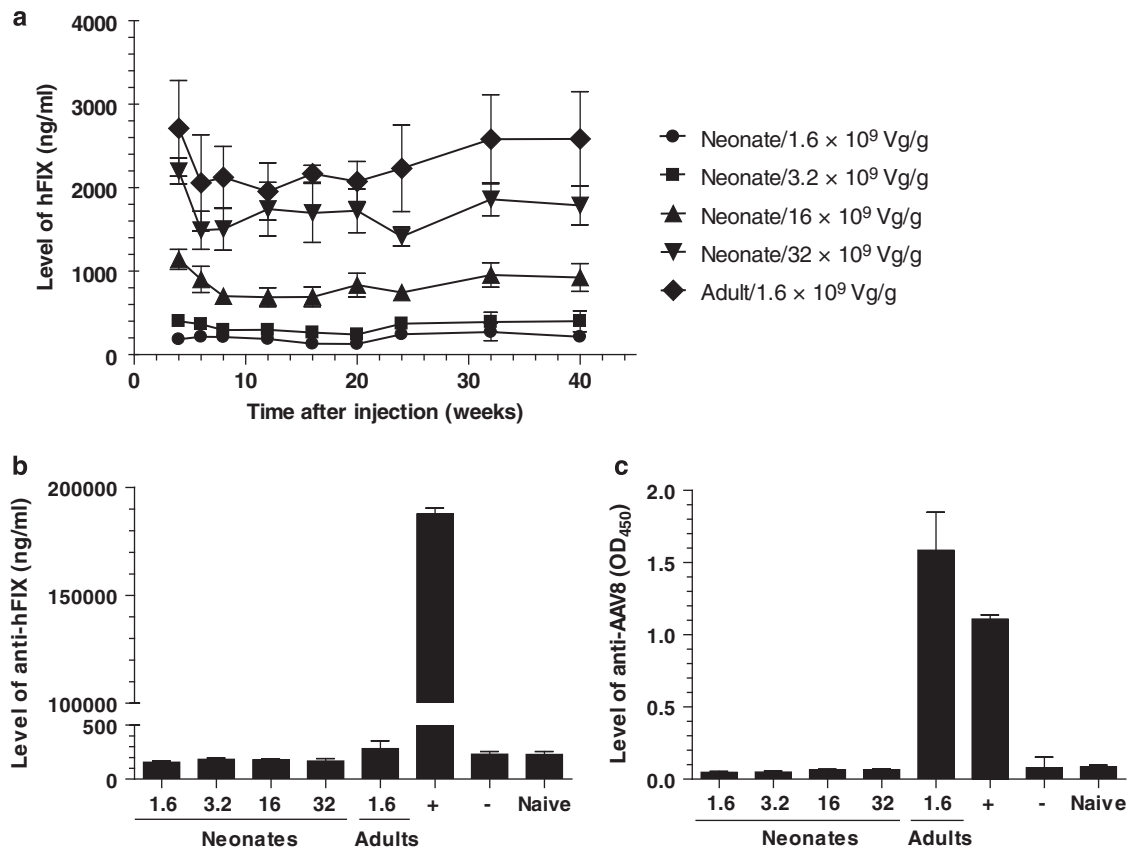 a
4000
3000
2000
1000
0
Level of hFIX (ng/ml)
0 10 20 30 40
Time after injection (weeks)
Neonate/1.6 × 10⁹ Vg/g
Neonate/3.2 × 10⁹ Vg/g
Neonate/16 × 10⁹ Vg/g
Neonate/32 × 10⁹ Vg/g
Adult/1.6 × 10⁹ Vg/g
b
200000
150000
100000
500
0
Level of anti-hFIX (ng/ml)
1.6 3.2 16 32 1.6 + - Naive
Neonates Adults
c
2.0
1.5
1.0
0.5
0.0
Level of anti-AAV8 (OD₄₅₀)
1.6 3.2 16 32 1.6 + - Naive
Neonates Adults